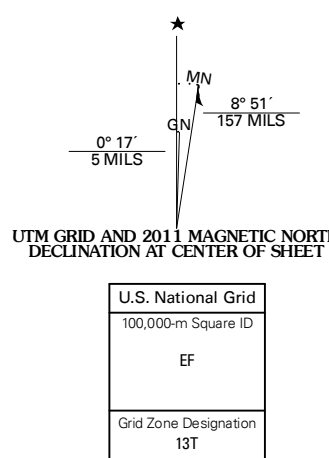 MN
8° 51´
157 MILS
GN
0° 17´
5 MILS
UTM GRID AND 2011 MAGNETIC NORT
DECLINATION AT CENTER OF SHEET
U.S. National Grid
100,000-m Square ID
EF
Grid Zone Designation
13T